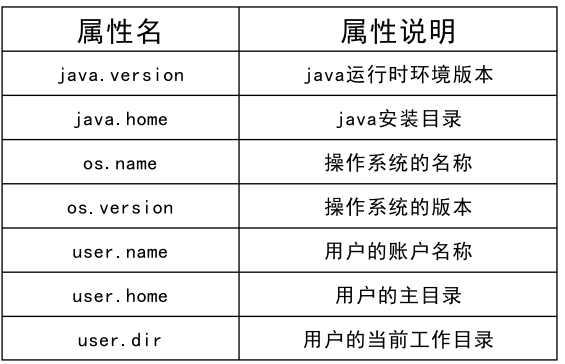 属性名 属性说明
java.version java运行时环境版本
java.home java安装目录
os.name 操作系统的名称
os.version 操作系统的版本
user.name 用户的账户名称
user.home 用户的主目录
user.dir 用户的当前工作目录